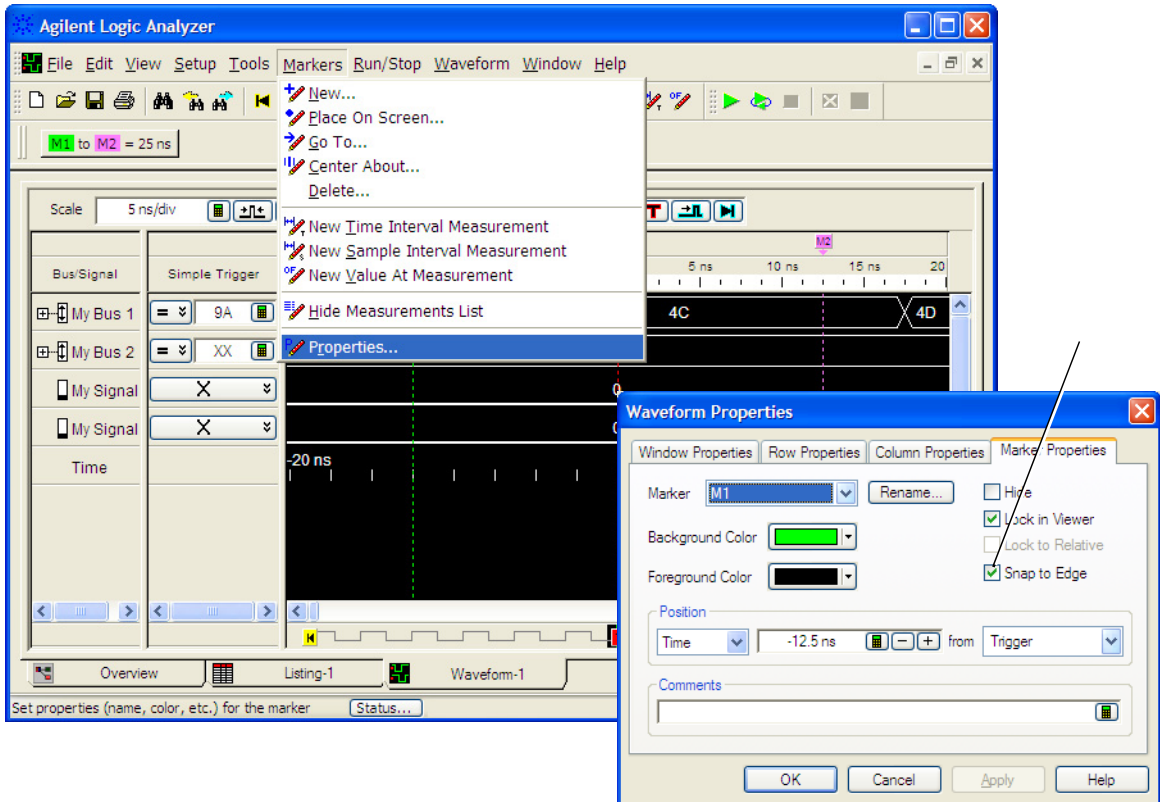 Agilent Logic Analyzer
File Edit View Setup Tools Markers Run/Stop Waveform Window Help
New...
Place On Screen...
Go To...
Center About...
Delete...
New Time Interval Measurement
New Sample Interval Measurement
New Value At Measurement
Hide Measurements List
Properties...
M1 to M2 = 25 ns
Scale 5 ns/div
M2
Bus/Signal Simple Trigger 5 ns 10 ns 15 ns 20
My Bus 1 = 9A 4C 4D
My Bus 2 = XX
My Signal X 0
My Signal X 0
Time -20 ns
Overview Listing-1 Waveform-1
Set properties (name, color, etc.) for the marker Status...
Waveform Properties
Window Properties Row Properties Column Properties Marker Properties
Marker M1 Rename... Hide
Lock in Viewer
Background Color Lock to Relative
Foreground Color Snap to Edge
Position
Time -12.5 ns from Trigger
Comments
OK Cancel Apply Help